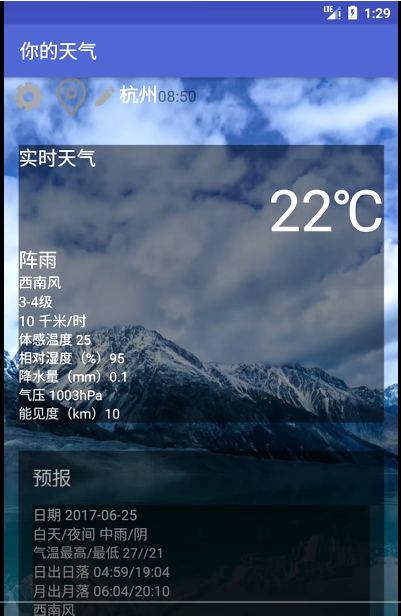 LTE 1:29
你的天气
杭州08:50
实时天气
22℃
阵雨
西南风
3-4级
10 千米/时
体感温度 25
相对湿度（%）95
降水量（mm）0.1
气压 1003hPa
能见度（km）10
预报
日期 2017-06-25
白天/夜间 中雨/阴
气温最高/最低 27//21
日出日落 04:59/19:04
月出月落 06:04/20:10
西南风